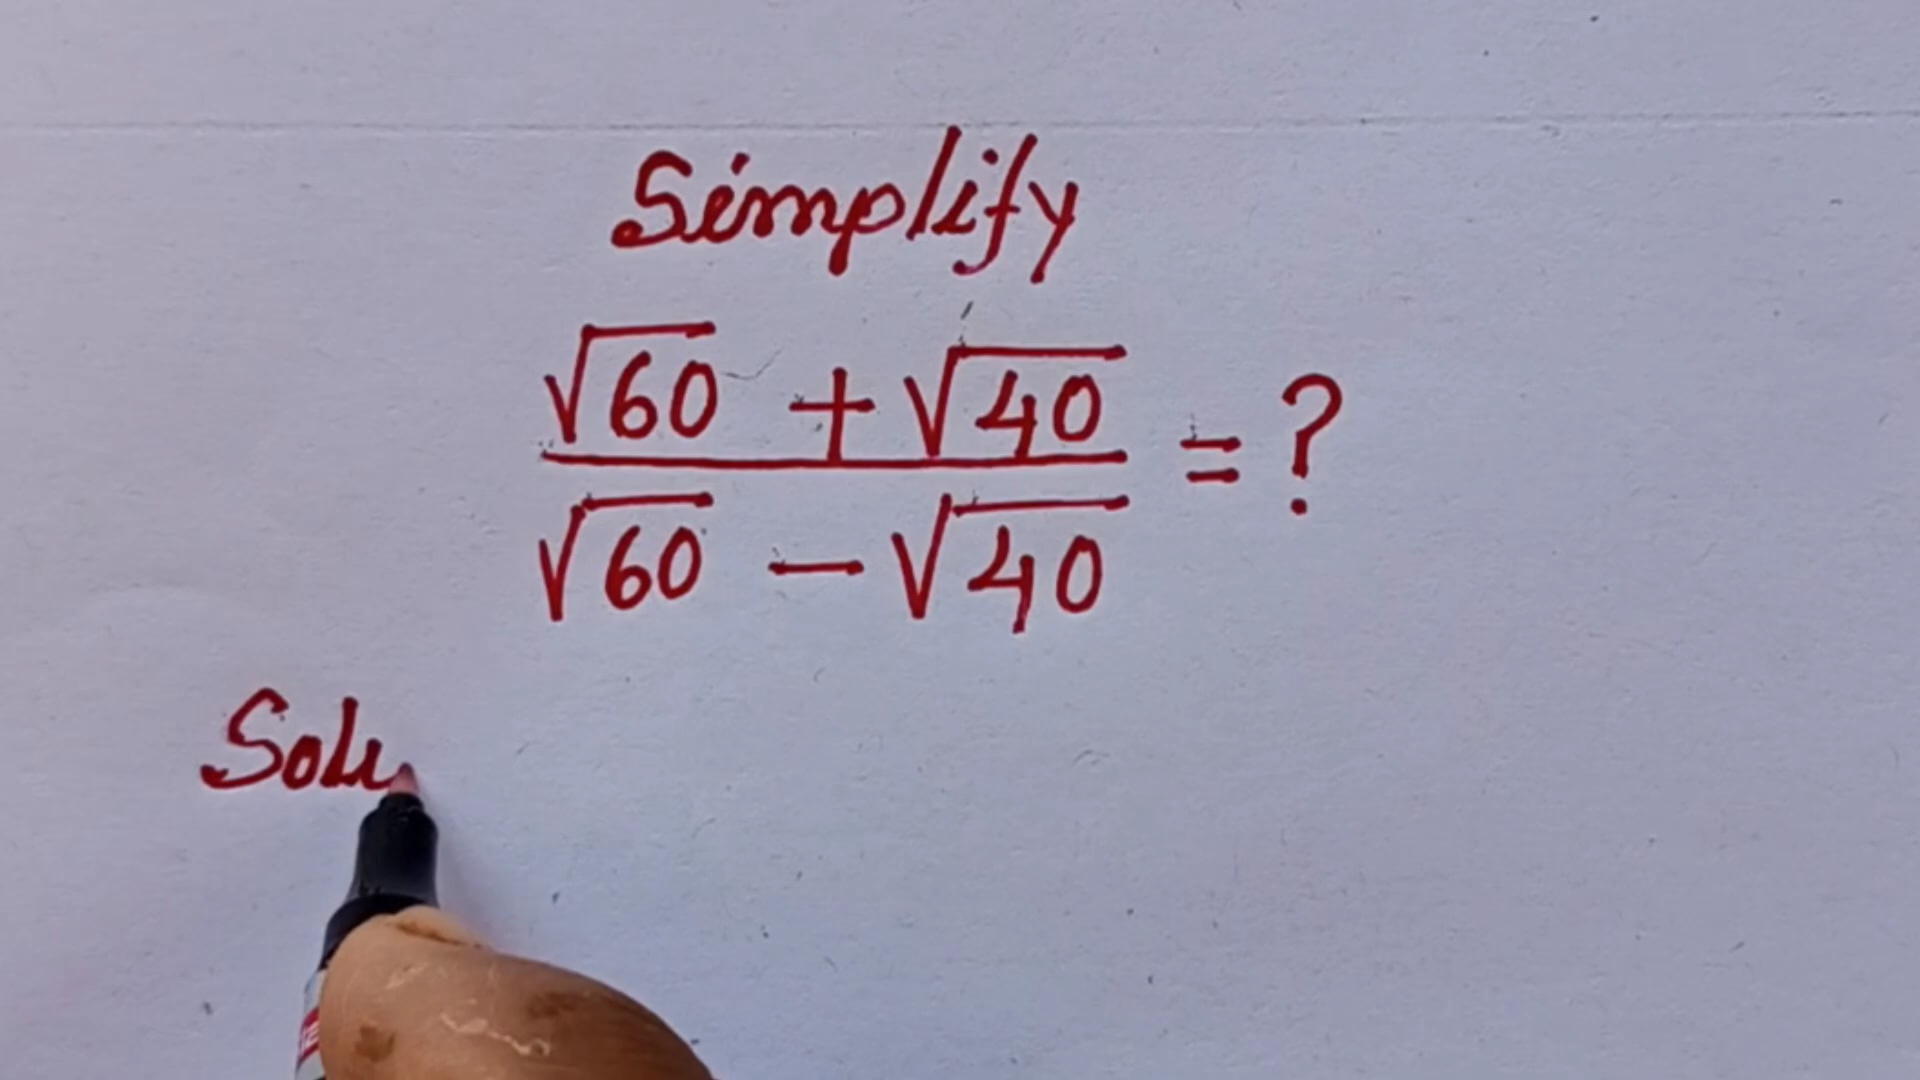 Simplify
√60 + √40
√60 - √40
= ?
Solu